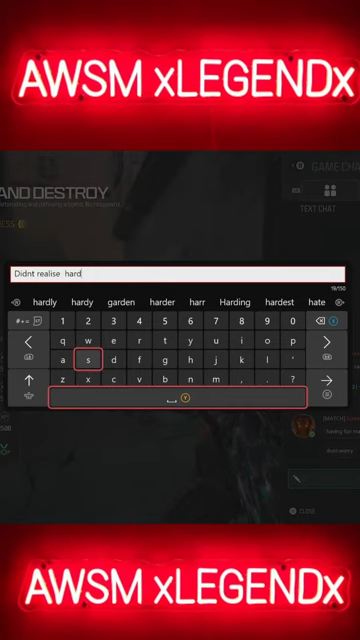 AWSM xLEGENDx
GAME CHA
AND DESTROY
TEXT CHAT
Didnt realise  hard
19/150
hardly hardy garden harder harr Harding hardest hate
#+= 1 2 3 4 5 6 7 8 9 0
q w e r t y u i o p
a s d f g h j k l '
z x c v b n m , . ?
Y
[MATCH]
dont worry
CLOSE
AWSM xLEGENDx